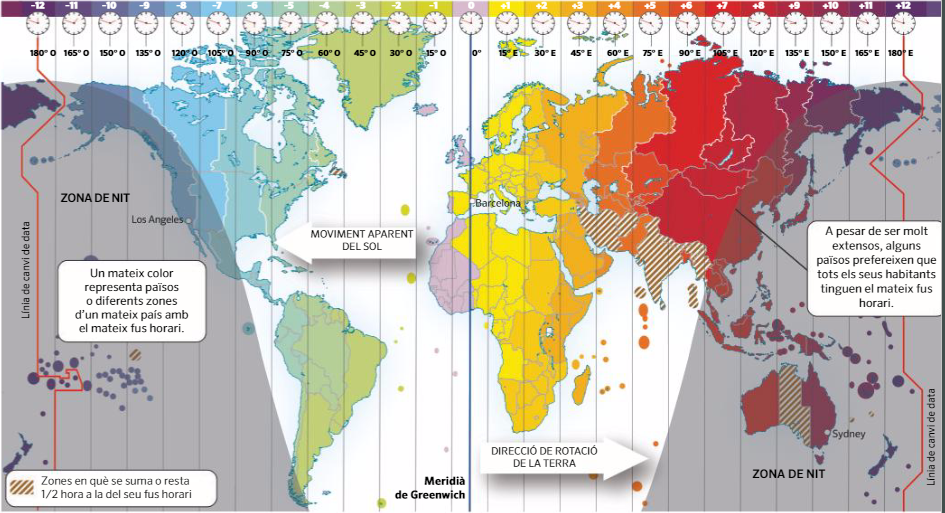 -12 -11 -10 -9 -8 -7 -6 -5 -4 -3 -2 -1 0 +1 +2 +3 +4 +5 +6 +7 +8 +9 +10 +11 +12
180° O 165° O 150° O 135° O 120° O 105° O 90° O 75° O 60° O 45° O 30° O 15° O 0° 15° E 30° E 45° E 60° E 75° E 90° E 105° E 120° E 135° E 150° E 165° E 180° E
ZONA DE NIT
Los Angeles
Barcelona
MOVIMENT APARENT
DEL SOL
Línia de canvi de data
Un mateix color
representa països
o diferents zones
d'un mateix país amb
el mateix fus horari.
A pesar de ser molt
extensos, alguns
països prefereixen que
tots els seus habitants
tinguen el mateix fus
horari.
Línia de canvi de data
Sydney
DIRECCIÓ DE ROTACIÓ
DE LA TERRA
ZONA DE NIT
Meridià
de Greenwich
Zones en què se suma o resta
1/2 hora a la del seu fus horari